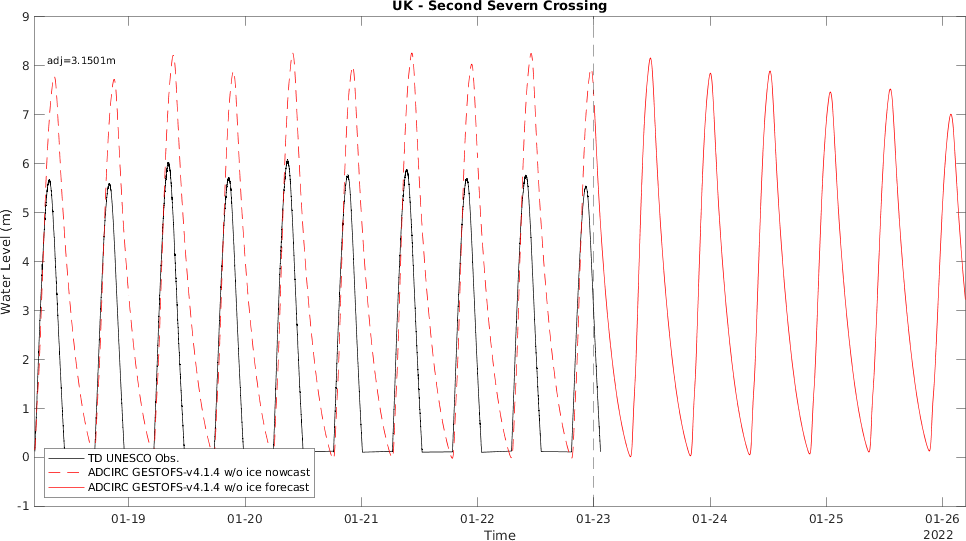 UK - Second Severn Crossing
adj=3.1501m
Water Level (m)
9
8
7
6
5
4
3
2
1
0
-1
TD UNESCO Obs.
ADCIRC GESTOFS-v4.1.4 w/o ice nowcast
ADCIRC GESTOFS-v4.1.4 w/o ice forecast
01-19 01-20 01-21 01-22 01-23 01-24 01-25 01-26
Time
2022